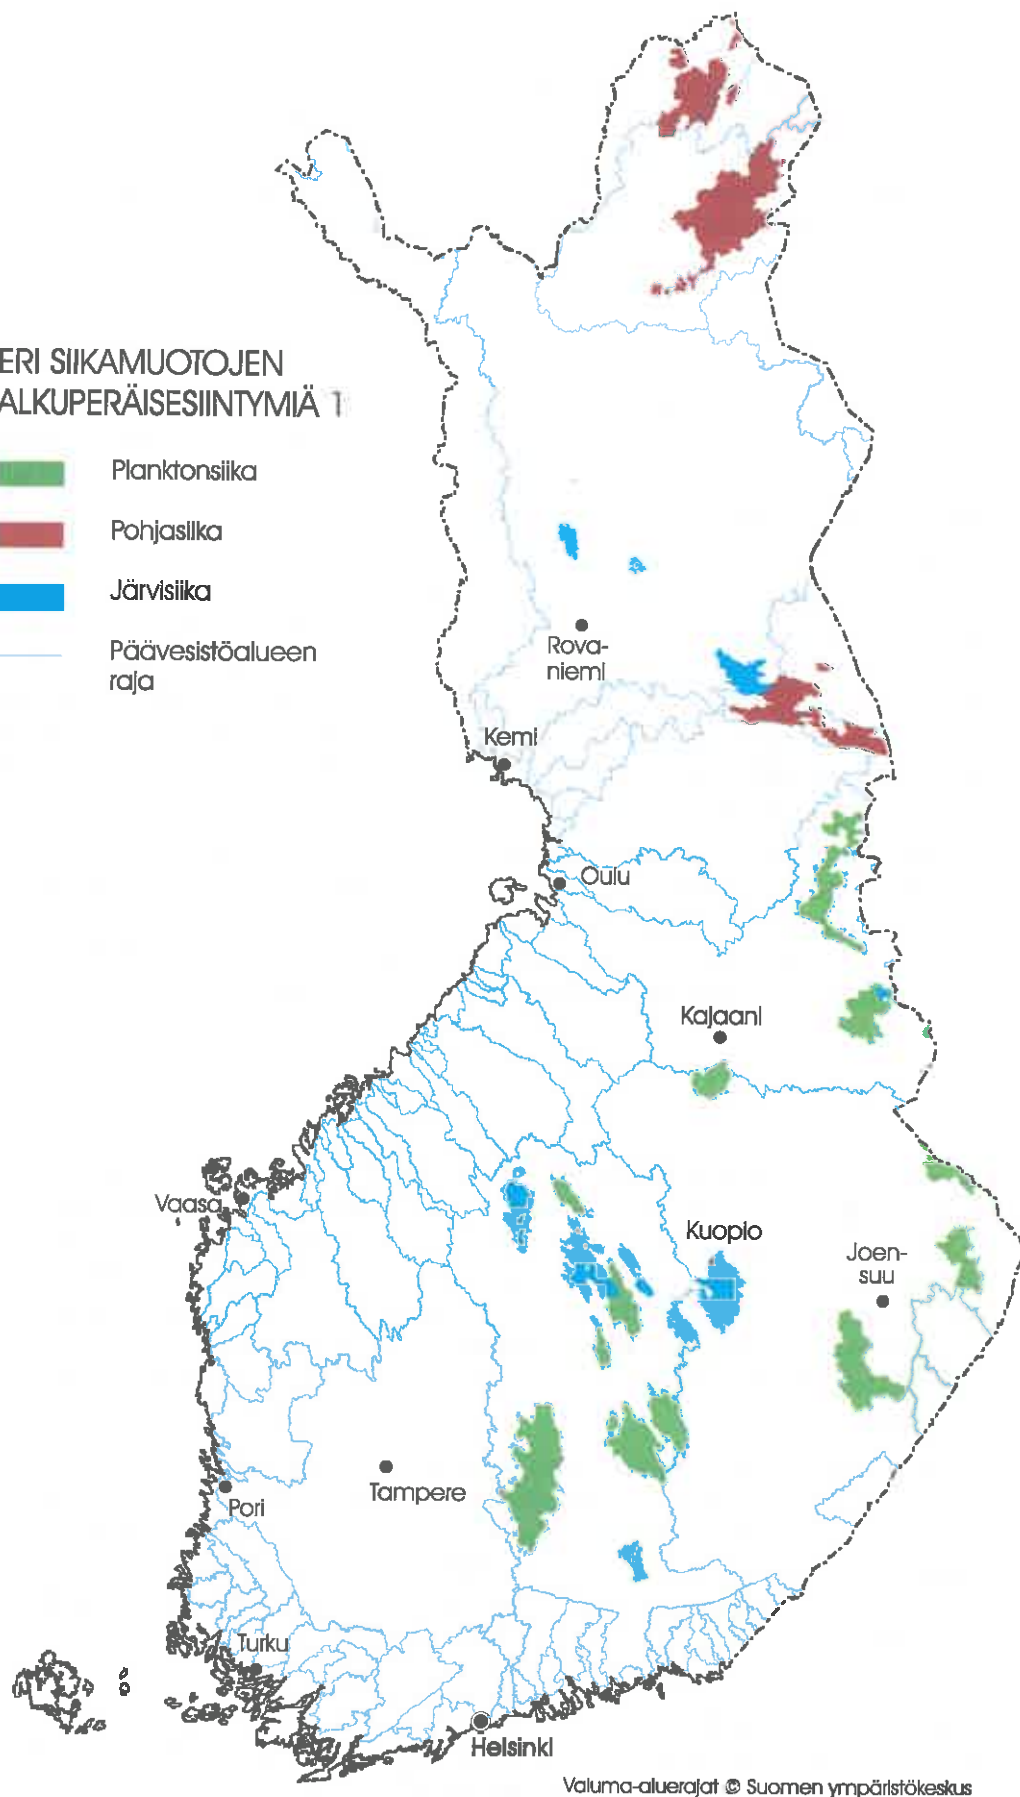 ERI SIIKAMUOTOJEN
ALKUPERÄISESIINTYMIÄ 1
Planktonsiika
Pohjasiika
Järvisiika
Päävesistöalueen
raja
Rova-
niemi
Kemi
Oulu
Kajaani
Vaasa
Kuopio
Joen-
suu
Tampere
Pori
Turku
Helsinki
Valuma-aluerajat © Suomen ympäristökeskus